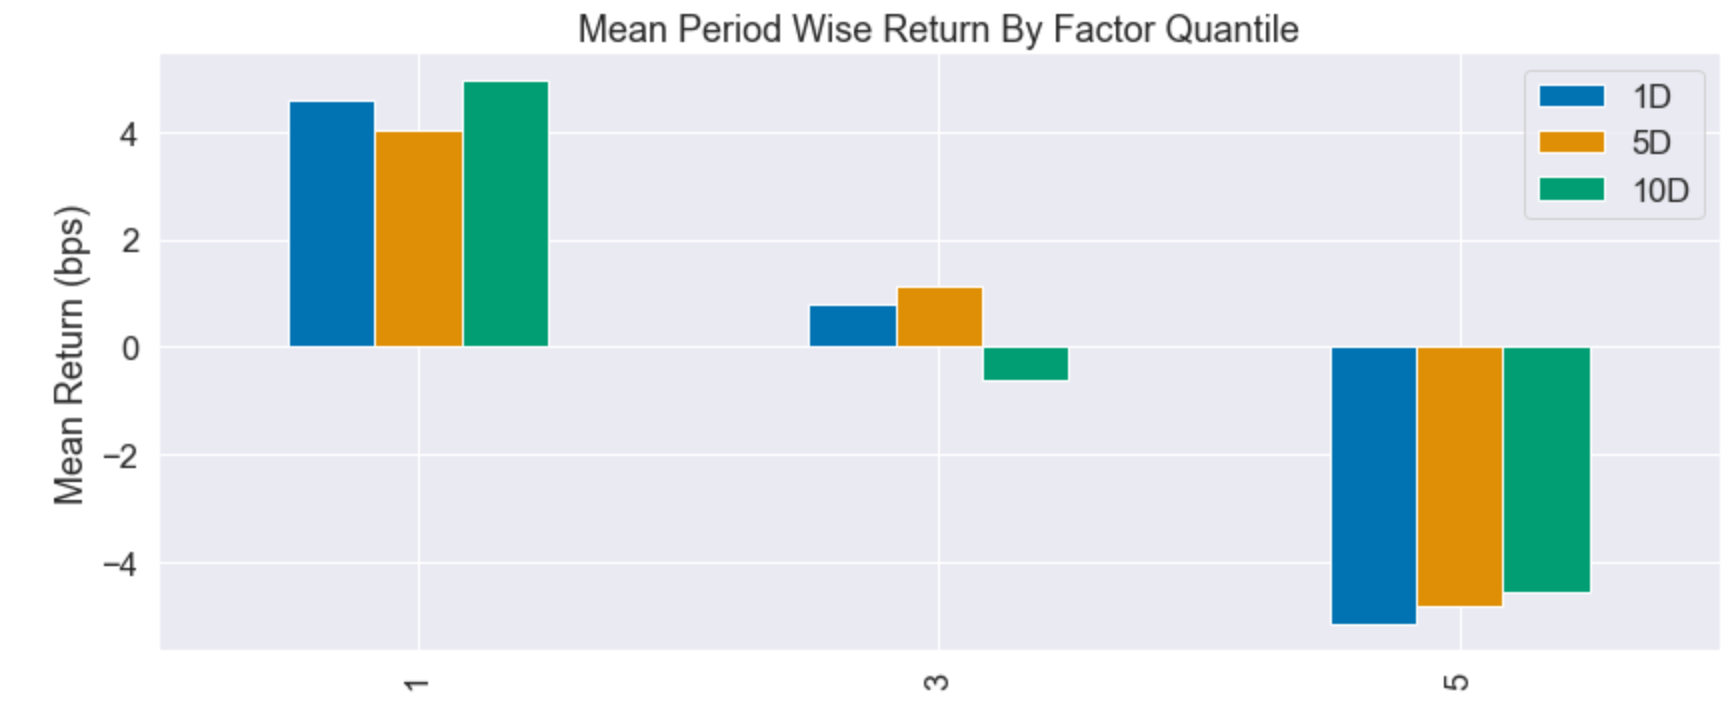 Mean Period Wise Return By Factor Quantile
1D
5D
10D
Mean Return (bps)
4
2
0
−2
−4
1
3
5